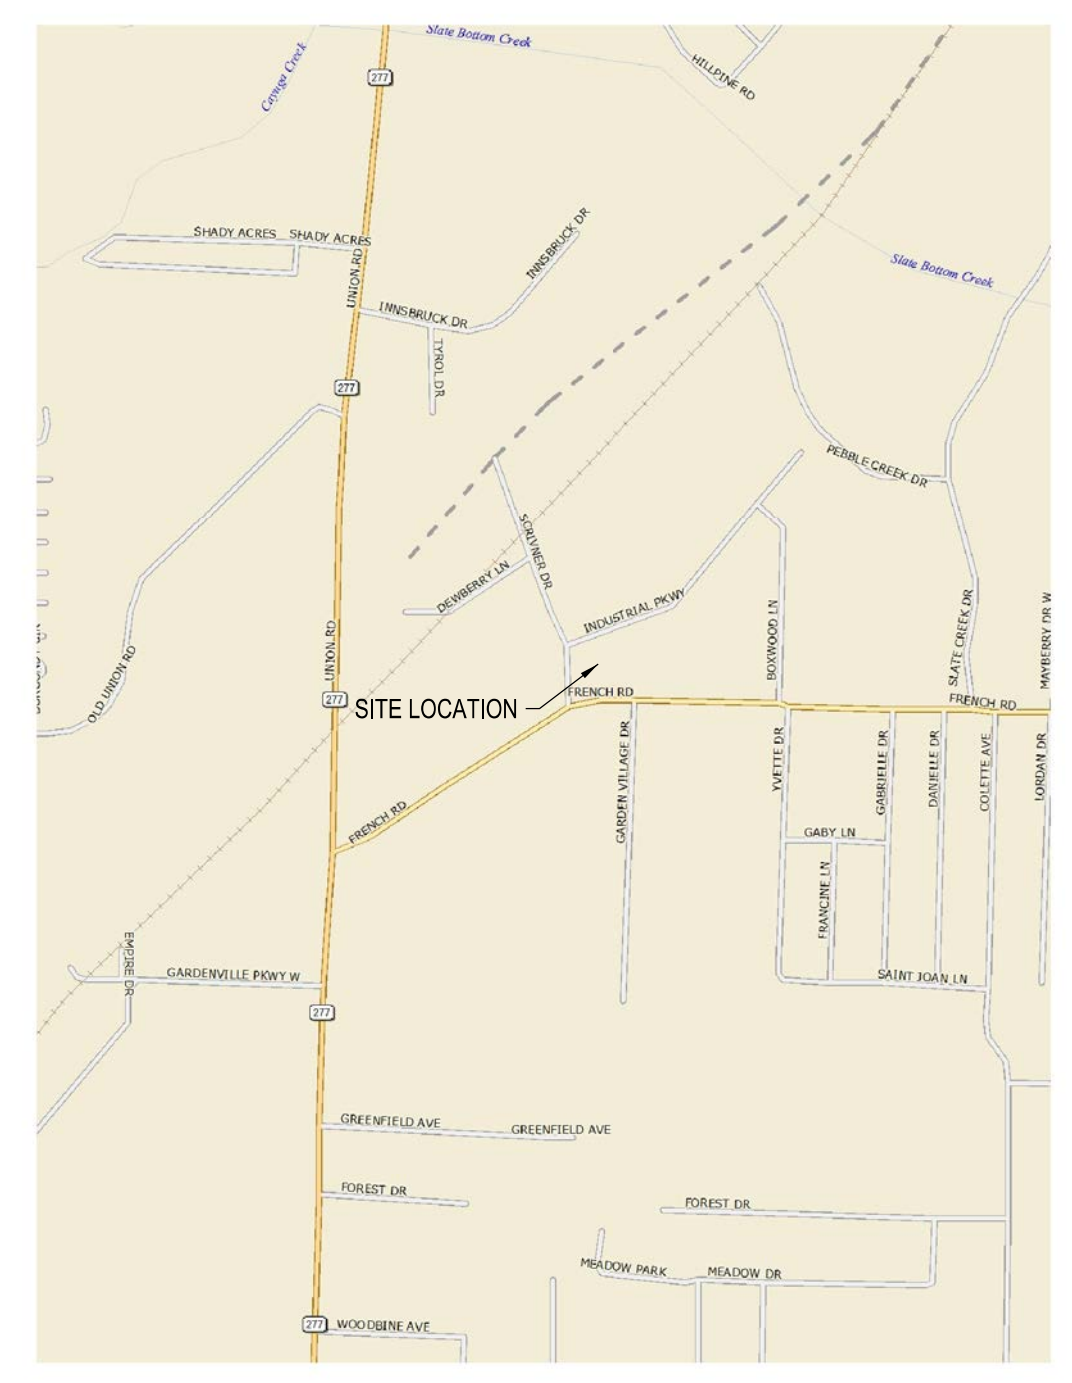 Slate Bottom Creek
Cayuga Creek
277
HILLPINE RD
SHADY ACRES
SHADY ACRES
INNSBRUCK DR
UNION RD
Slate Bottom Creek
INNSBRUCK DR
TYROL DR
277
PEBBLE CREEK DR
SCRIVNER DR
DEWBERRY LN
INDUSTRIAL PKWY
BOXWOOD LN
SLATE CREEK DR
MAYBERRY DR W
UNION RD
OLD UNION RD
277
SITE LOCATION
FRENCH RD
FRENCH RD
GARDEN VILLAGE DR
YVETTE DR
GABRIELLE DR
DANIELLE DR
COLETTE AVE
LORDAN DR
FRENCH RD
GABY LN
FRANCINE LN
EMPIRE DR
GARDENVILLE PKWY W
SAINT JOAN LN
277
GREENFIELD AVE
GREENFIELD AVE
FOREST DR
FOREST DR
MEADOW PARK
MEADOW DR
277
WOODBINE AVE